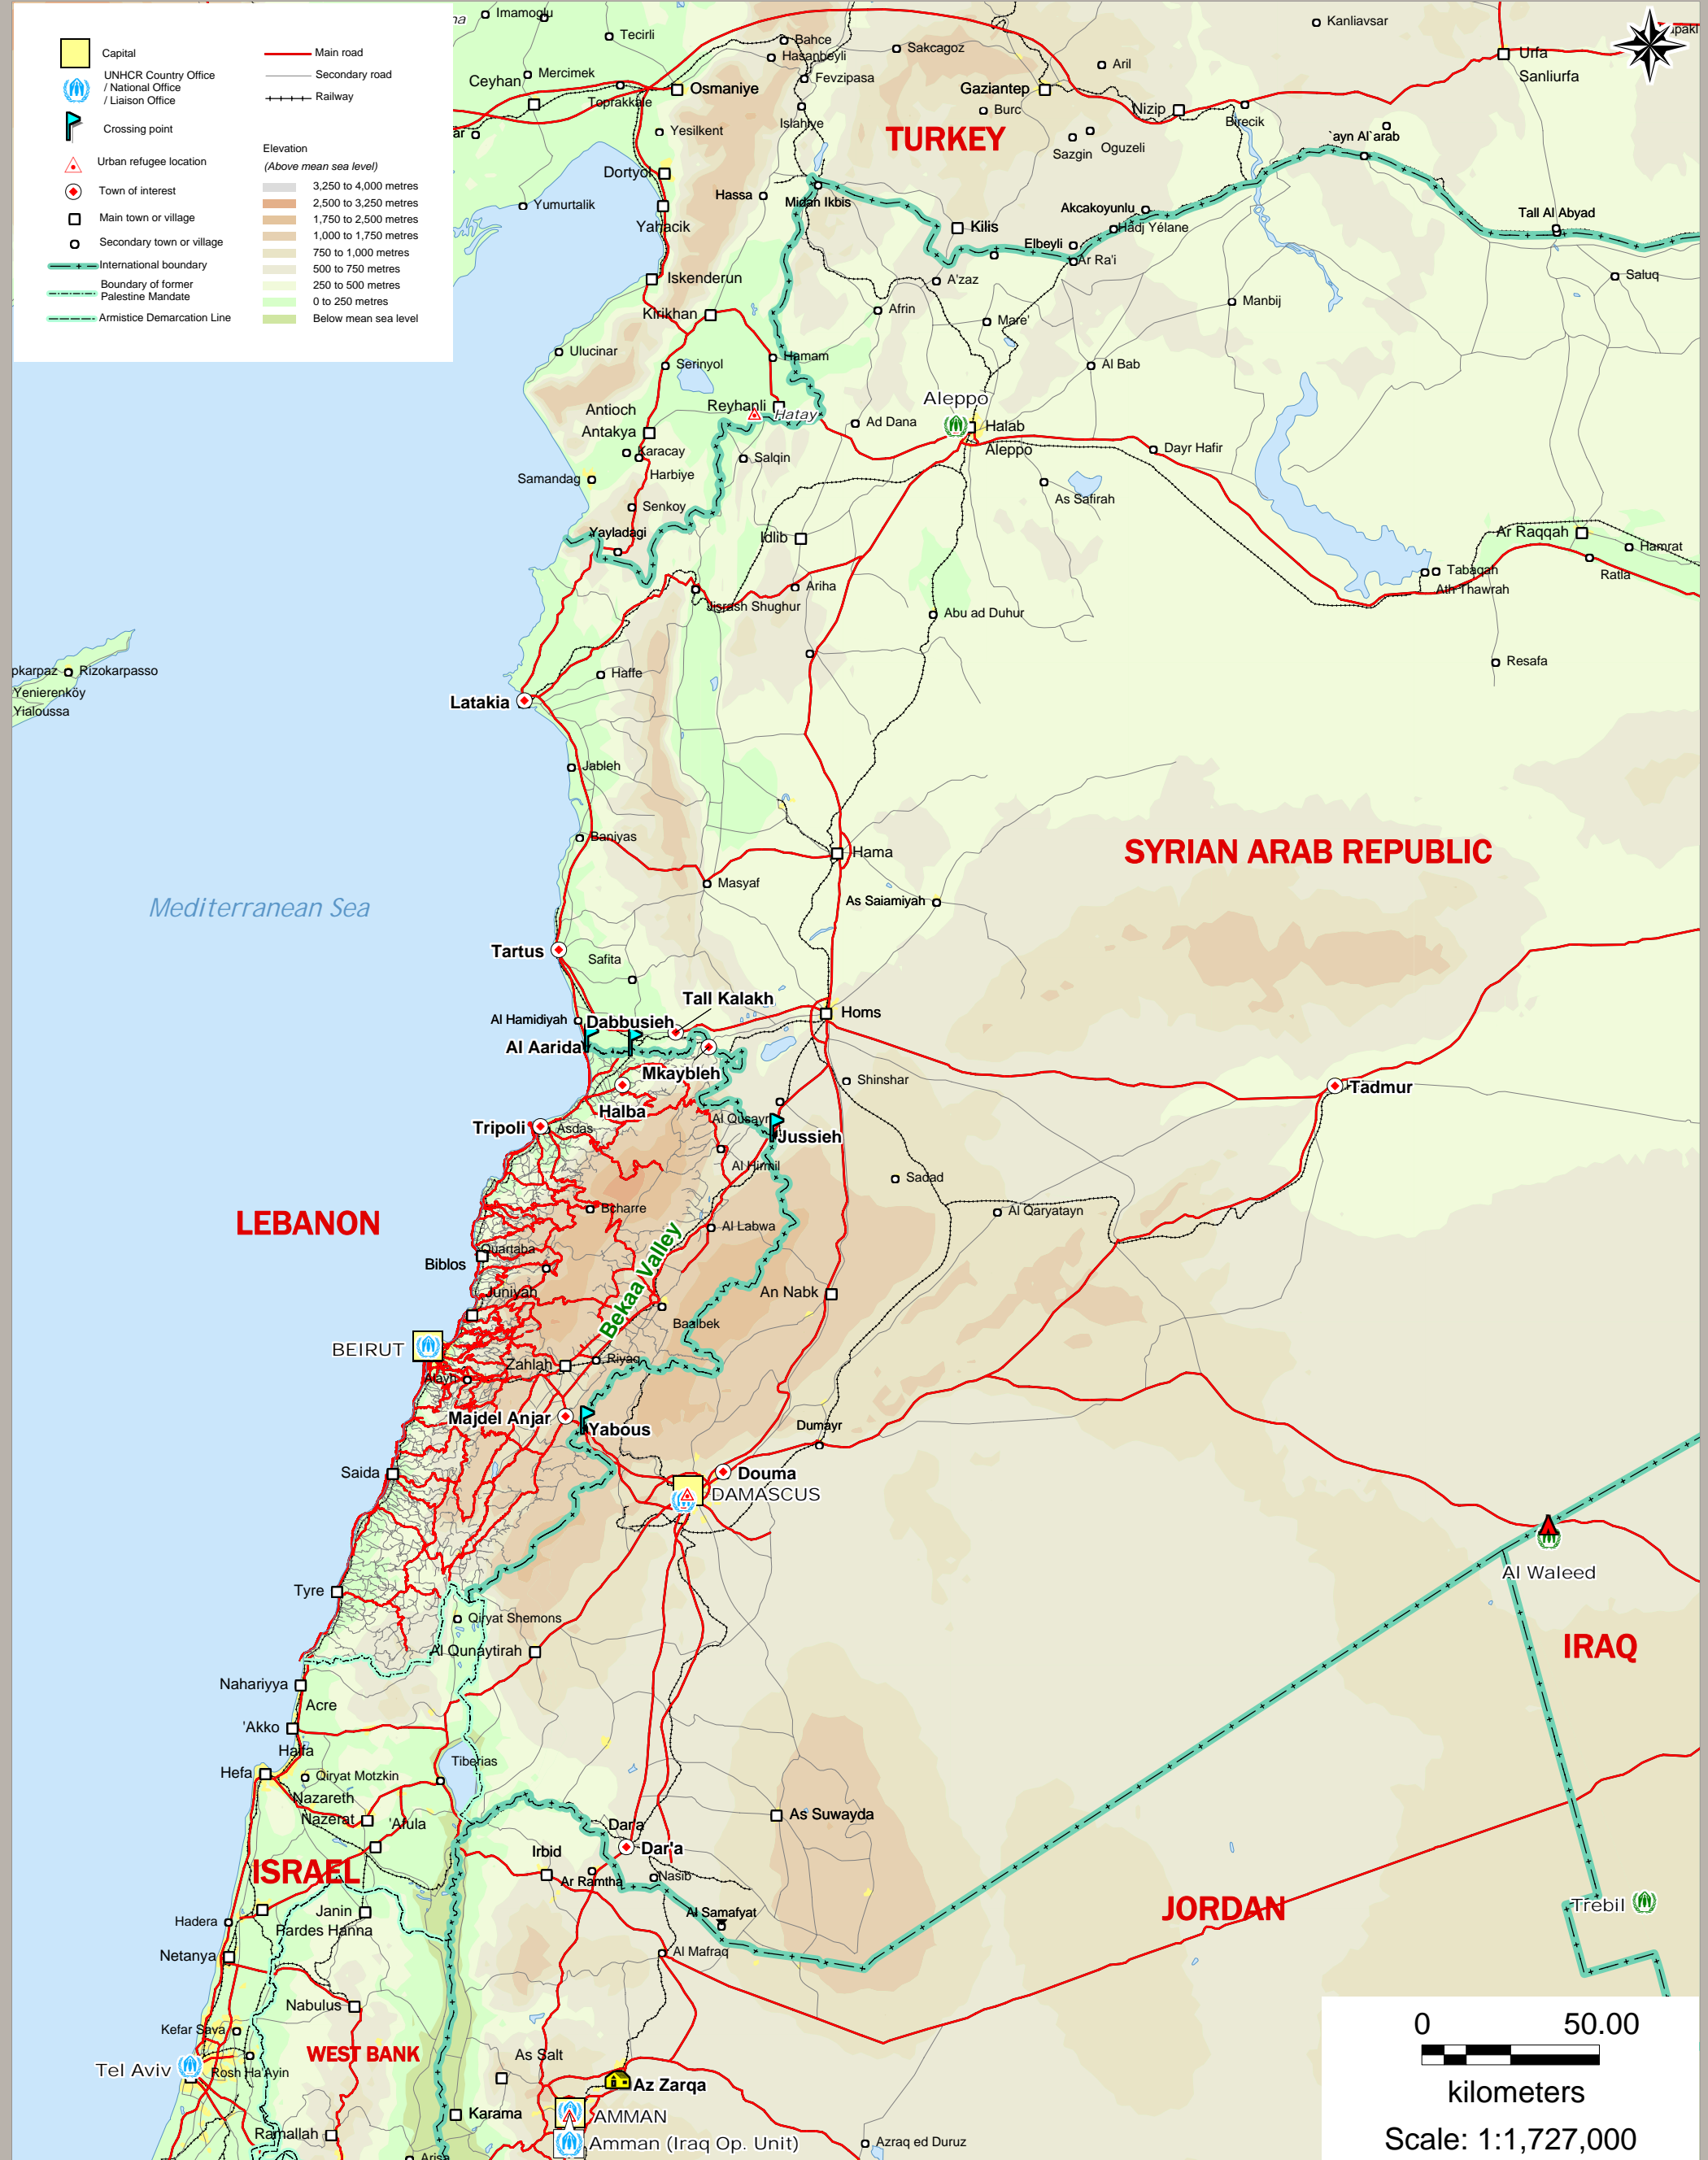 Capital
UNHCR Country Office
/ National Office
/ Liaison Office
Crossing point
Urban refugee location
Town of interest
Main town or village
Secondary town or village
International boundary
Boundary of former
Palestine Mandate
Armistice Demarcation Line
Main road
Secondary road
Railway
Elevation
(Above mean sea level)
3,250 to 4,000 metres
2,500 to 3,250 metres
1,750 to 2,500 metres
1,000 to 1,750 metres
750 to 1,000 metres
500 to 750 metres
250 to 500 metres
0 to 250 metres
Below mean sea level
Imamoglu
Tecirli
Bahce
Hasanbeyli
Sakcagoz
Kanliavsar
Urfa
Sanliurfa
Ceyhan
Mercimek
Toprakkale
Osmaniye
Fevzipasa
Gaziantep
Aril
Burc
Nizip
Birecik
Islahiye
TURKEY
Yesilkent
Sazgin
Oguzeli
`ayn Al`arab
Dortyol
Hassa
Midan Ikbis
Yumurtalik
Yahacik
Kilis
Akcakoyunlu
Hadj Yélane
Elbeyli
Ar Ra'i
Tall Al Abyad
Saluq
Iskenderun
A'zaz
Manbij
Kirikhan
Afrin
Mare'
Ulucinar
Serinyol
Hamam
Al Bab
Antioch
Antakya
Reyhanli
Hatay
Ad Dana
Aleppo
Halab
Aleppo
Dayr Hafir
Karacay
Harbiye
Salqin
Samandag
Senkoy
As Safirah
Yayladagi
Idlib
Ar Raqqah
Hamrat
Ratla
Tabaqah
Ath Thawrah
Ariha
Jisrash Shughur
Abu ad Duhur
Resafa
Rizokarpasso
Yenierenköy
Yialoussa
Haffe
Latakia
Jableh
Baniyas
Hama
SYRIAN ARAB REPUBLIC
Masyaf
As Saiamiyah
Mediterranean Sea
Tartus
Safita
Tall Kalakh
Al Hamidiyah
Dabbusieh
Homs
Al Aarida
Mkaybleh
Shinshar
Tadmur
Halba
Al Qusayr
Tripoli
Asdas
Jussieh
Al Hirmil
Sadad
Bcharre
Al Labwa
Al Qaryatayn
LEBANON
Bekaa Valley
Quartaba
Biblos
Juniyah
An Nabk
Baalbek
BEIRUT
Zahlah
Riyaq
Alayh
Majdel Anjar
Yabous
Dumayr
Saida
Douma
DAMASCUS
Al Waleed
Tyre
Qiryat Shemons
Al Qunaytirah
IRAQ
Nahariyya
Acre
'Akko
Haifa
Hefa
Tiberias
Qiryat Motzkin
Nazareth
Nazerat
'Afula
As Suwayda
Dara
Dar'a
Irbid
Ar Ramtha
Nasib
ISRAEL
Al Samafyat
JORDAN
Trebil
Janin
Hadera
Pardes Hanna
Netanya
Al Mafraq
Nabulus
Kefar Sava
WEST BANK
Tel Aviv
Rosh Ha'Ayin
As Salt
Az Zarqa
Karama
AMMAN
Ramallah
Amman (Iraq Op. Unit)
Azraq ed Duruz
0 50.00
kilometers
Scale: 1:1,727,000